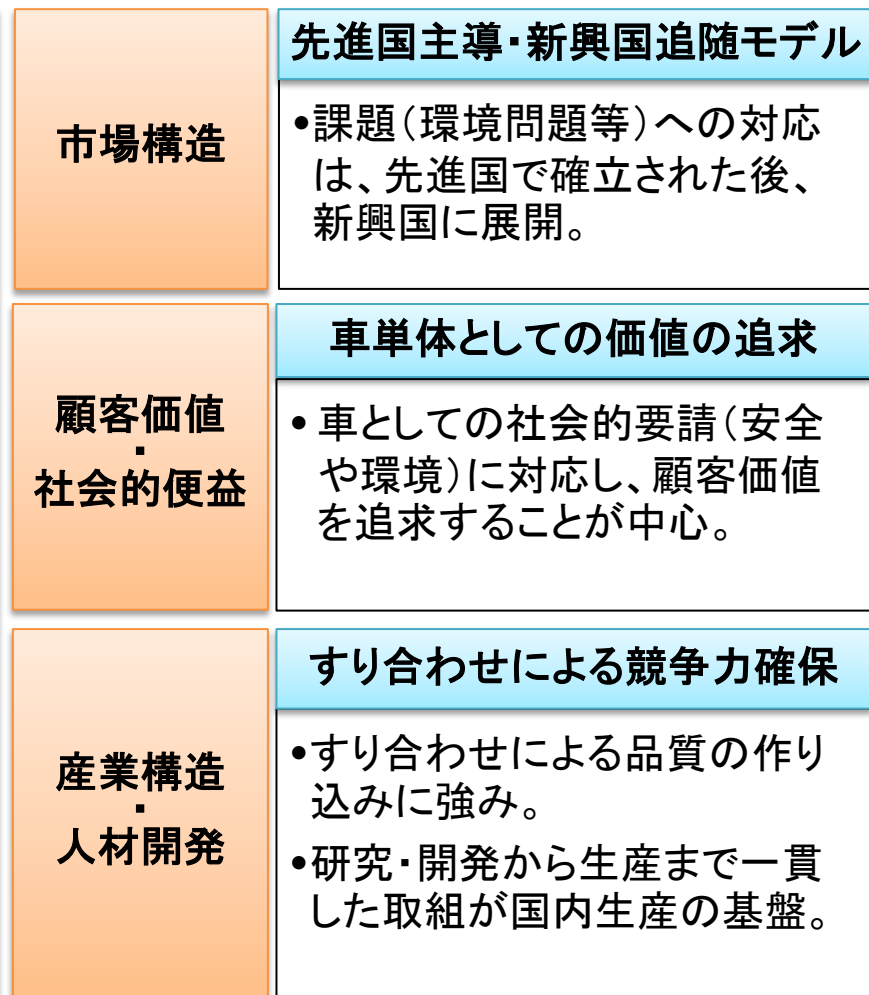 市場構造
先進国主導・新興国追随モデル
•課題（環境問題等）への対応
は、先進国で確立された後、
新興国に展開。
顧客価値
・
社会的便益
車単体としての価値の追求
• 車としての社会的要請（安全
や環境）に対応し、顧客価値
を追求することが中心。
産業構造
・
人材開発
すり合わせによる競争力確保
•すり合わせによる品質の作り
込みに強み。
•研究・開発から生産まで一貫
した取組が国内生産の基盤。